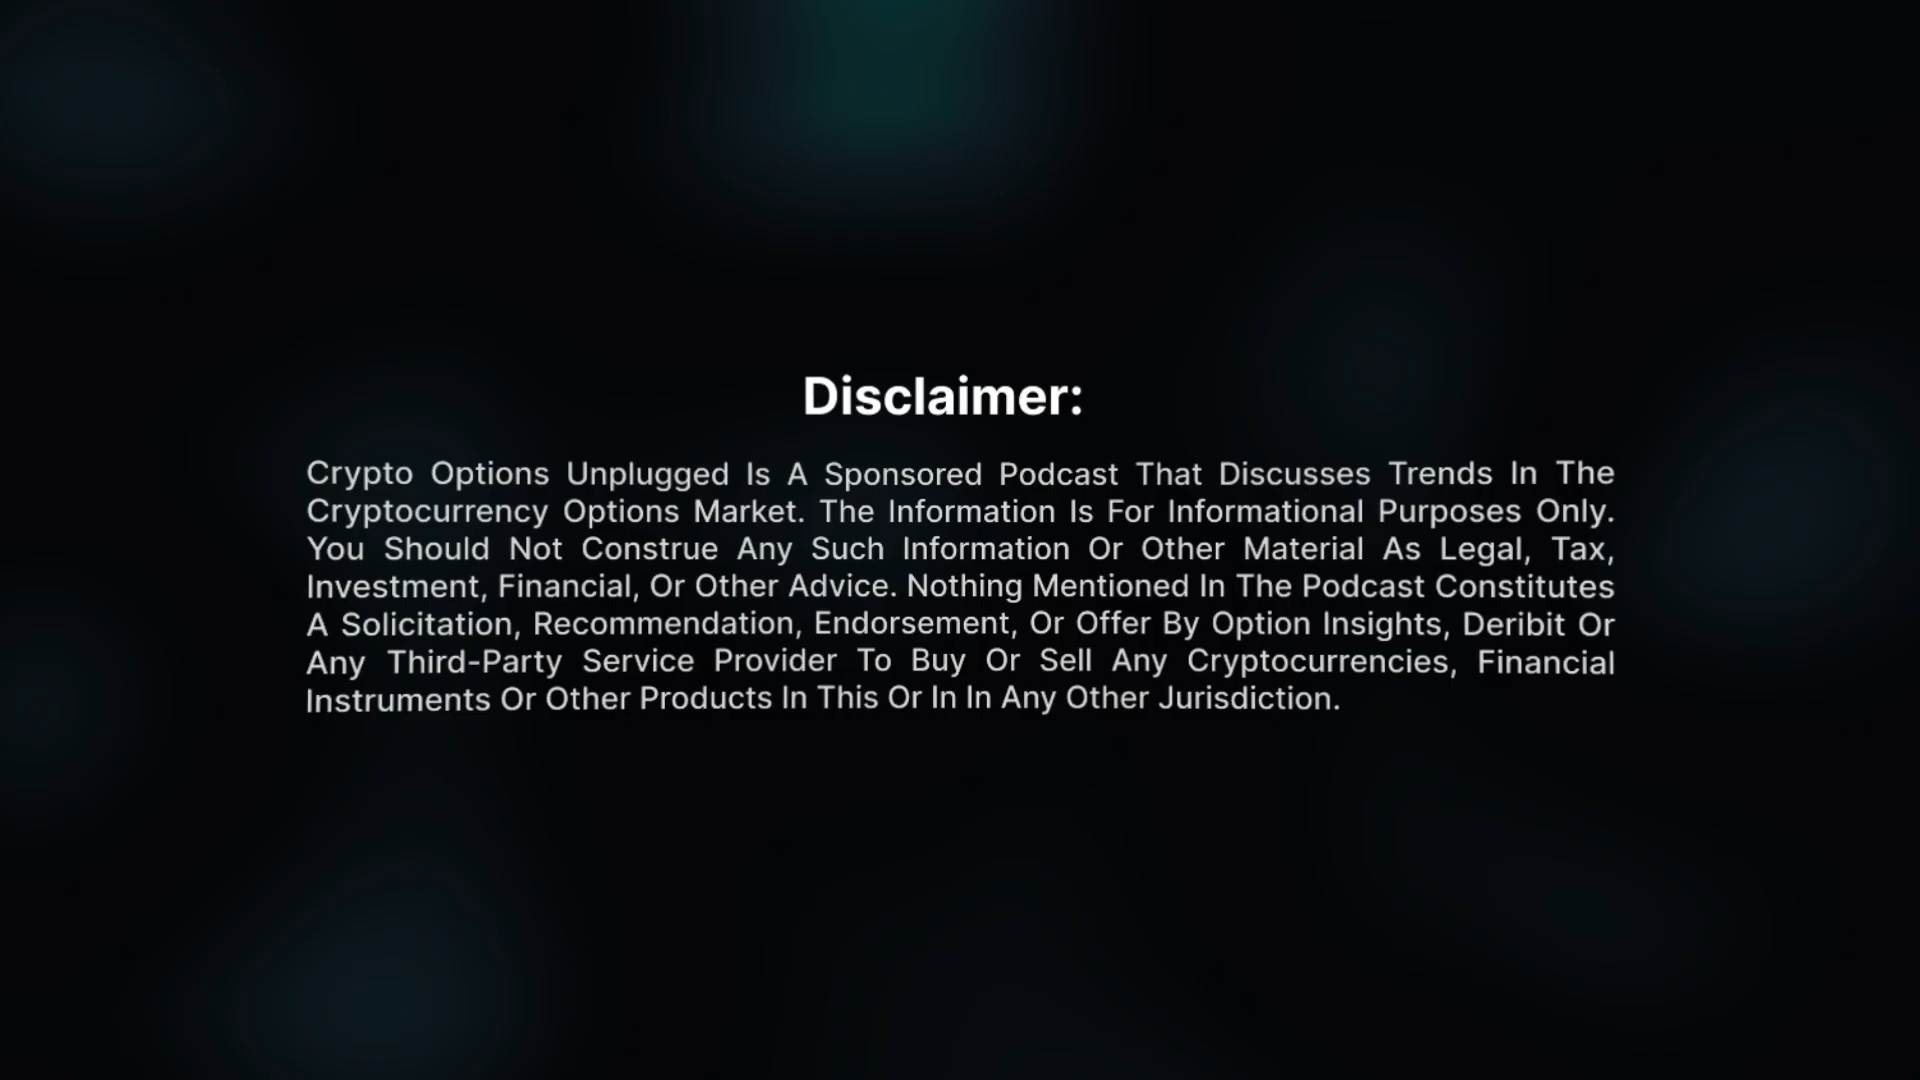 Disclaimer:
Crypto Options Unplugged Is A Sponsored Podcast That Discusses Trends In The
Cryptocurrency Options Market. The Information Is For Informational Purposes Only.
You Should Not Construe Any Such Information Or Other Material As Legal, Tax,
Investment, Financial, Or Other Advice. Nothing Mentioned In The Podcast Constitutes
A Solicitation, Recommendation, Endorsement, Or Offer By Option Insights, Deribit Or
Any Third-Party Service Provider To Buy Or Sell Any Cryptocurrencies, Financial
Instruments Or Other Products In This Or In In Any Other Jurisdiction.